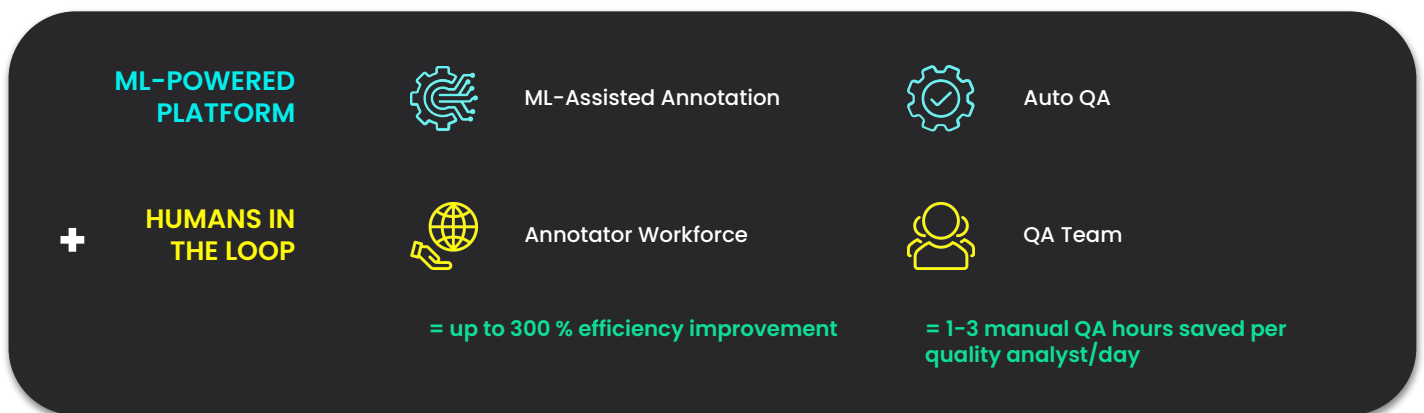 ML-POWERED
PLATFORM
ML-Assisted Annotation
Auto QA
+
HUMANS IN
THE LOOP
Annotator Workforce
QA Team
= up to 300 % efficiency improvement
= 1-3 manual QA hours saved per
quality analyst/day